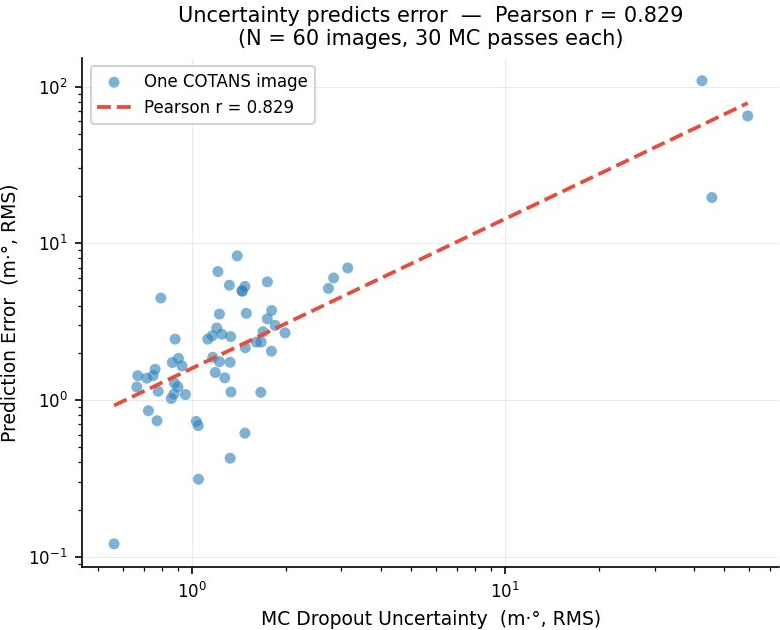 Uncertainty predicts error — Pearson r = 0.829
(N = 60 images, 30 MC passes each)
One COTANS image
Pearson r = 0.829
Prediction Error (m·°, RMS)
10²
10¹
10⁰
10⁻¹
10⁰
10¹
MC Dropout Uncertainty (m·°, RMS)